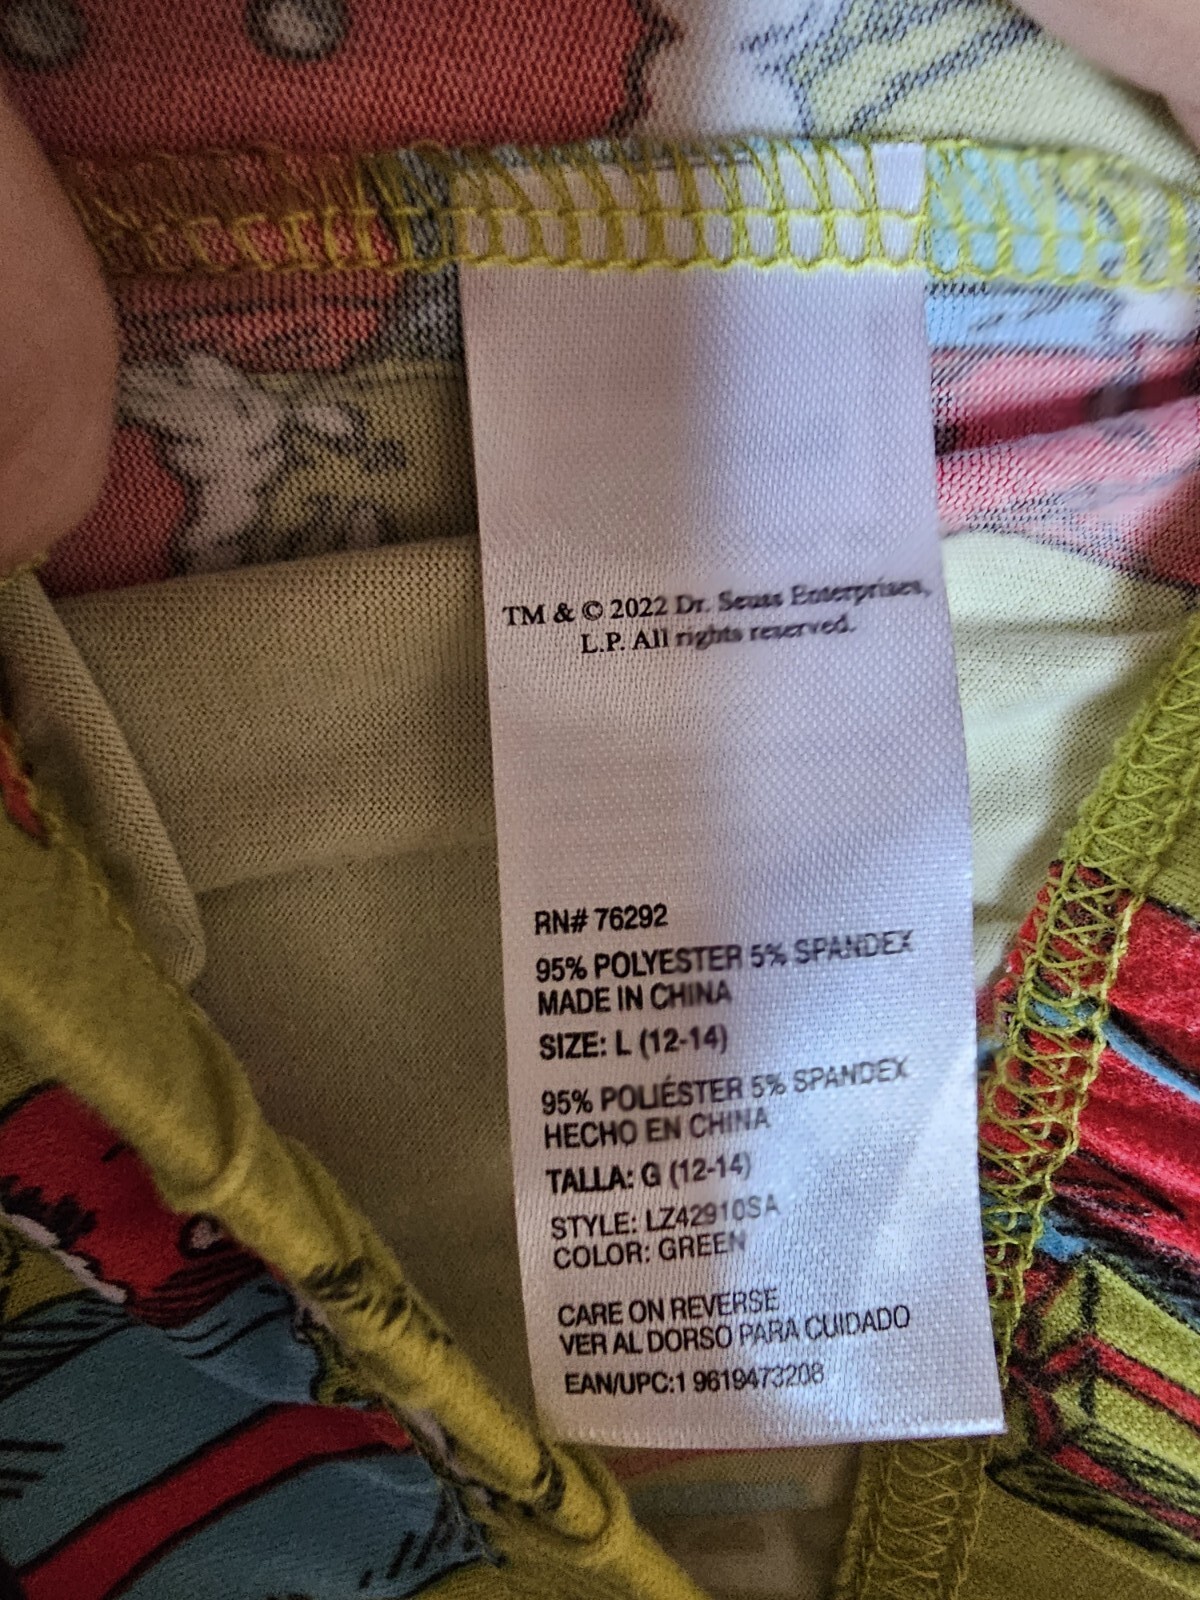 TM & © 2022 Dr. Seuss Enterprises,
L.P. All rights reserved.
RN# 76292
95% POLYESTER 5% SPANDEX
MADE IN CHINA
SIZE: L (12-14)
95% POLIÉSTER 5% SPANDEX
HECHO EN CHINA
TALLA: G (12-14)
STYLE: LZ42910SA
COLOR: GREEN
CARE ON REVERSE
VER AL DORSO PARA CUIDADO
EAN/UPC:1 9619473208